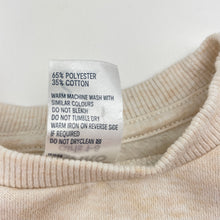 65% POLYESTER
35% COTTON
WARM MACHINE WASH WITH
SIMILAR COLOURS
DO NOT BLEACH
DO NOT TUMBLE DRY
WARM IRON ON REVERSE SIDE
IF REQUIRED
DO NOT DRYCLEAN